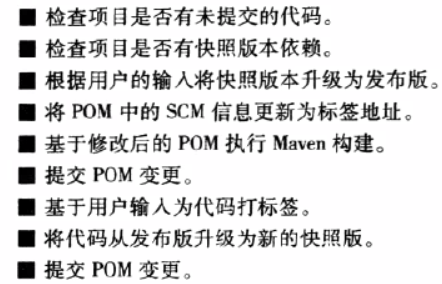 ■ 检查项目是否有未提交的代码。
■ 检查项目是否有快照版本依赖。
■ 根据用户的输入将快照版本升级为发布版。
■ 将 POM 中的 SCM 信息更新为标签地址。
■ 基于修改后的 POM 执行 Maven 构建。
■ 提交 POM 变更。
■ 基于用户输入为代码打标签。
■ 将代码从发布版升级为新的快照版。
■ 提交 POM 变更。